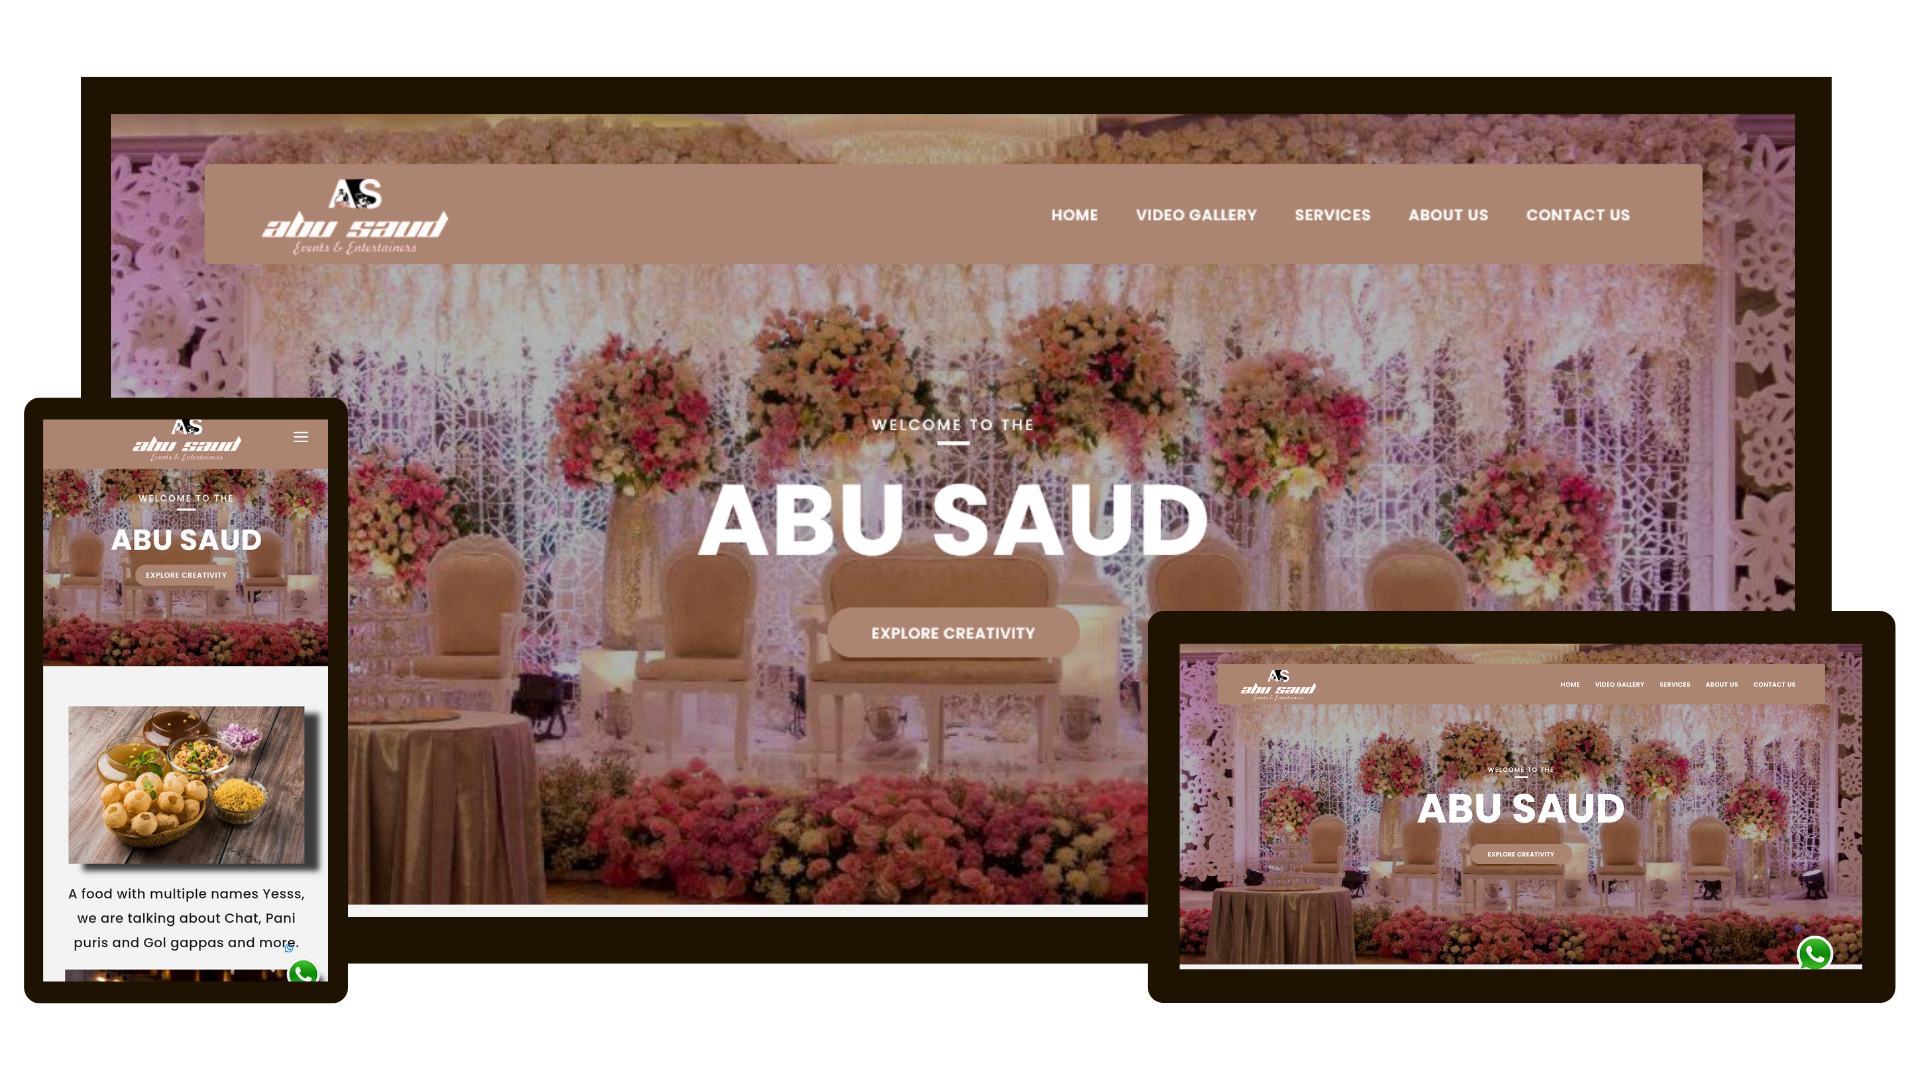 AS
abu saud
Events & Entertainers
HOME VIDEO GALLERY SERVICES ABOUT US CONTACT US
WELCOME TO THE
ABU SAUD
EXPLORE CREATIVITY
AS
abu saud
Events & Entertainers
WELCOME TO THE
ABU SAUD
EXPLORE CREATIVITY
A food with multiple names Yesss,
we are talking about Chat, Pani
puris and Gol gappas and more.
AS
abu saud
Events & Entertainers
HOME VIDEO GALLERY SERVICES ABOUT US CONTACT US
WELCOME TO THE
ABU SAUD
EXPLORE CREATIVITY